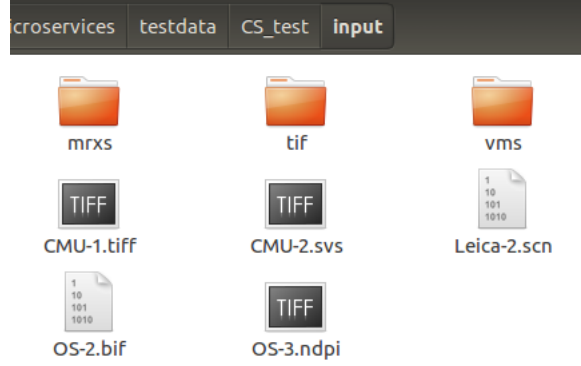 icroservices testdata CS_test input
mrxs tif vms
TIFF TIFF 1
10
101
1010
CMU-1.tiff CMU-2.svs Leica-2.scn
1
10
101
1010 TIFF
OS-2.bif OS-3.ndpi